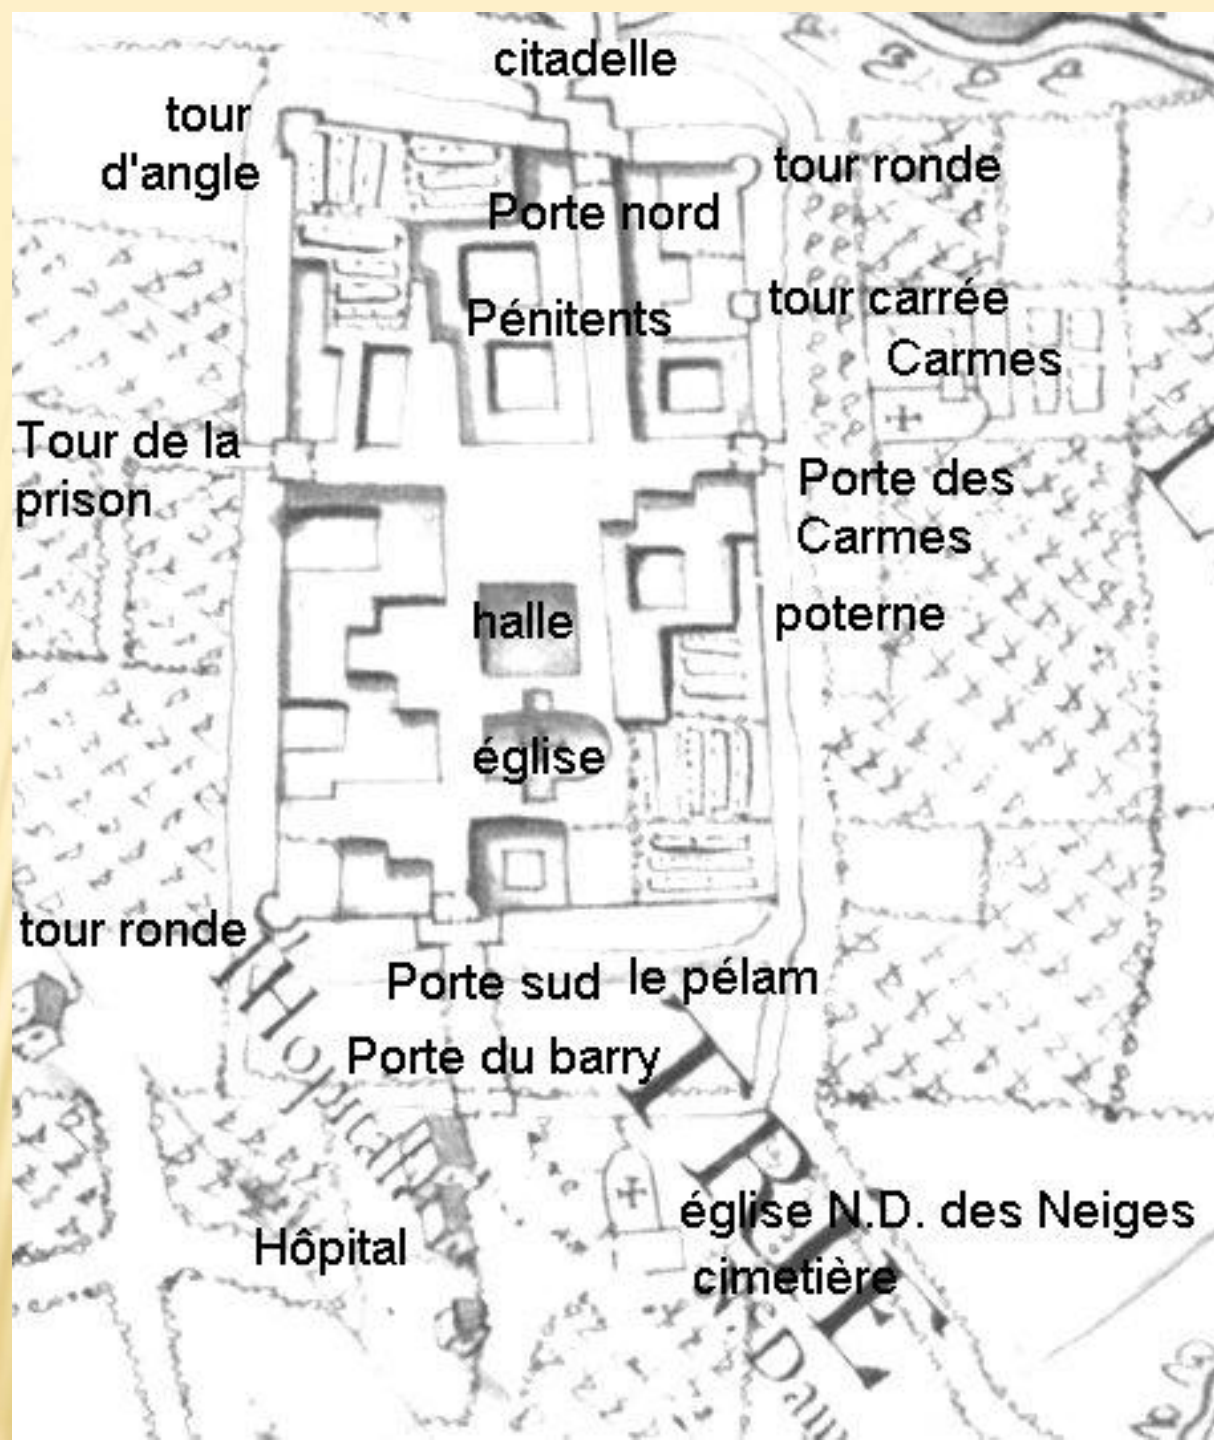 citadelle
tour
d'angle
tour ronde
Porte nord
tour carrée
Pénitents
Carmes
Tour de la
prison
Porte des
Carmes
halle
poterne
église
tour ronde
Porte sud
le pélam
Porte du barry
église N.D. des Neiges
Hôpital
cimetière